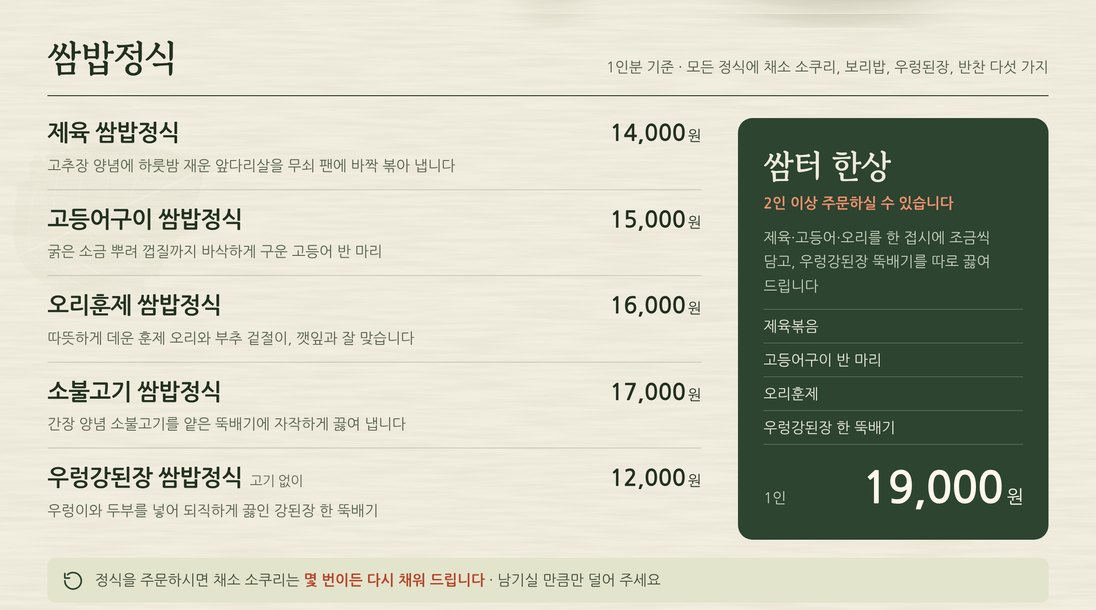 쌈밥정식
1인분 기준 · 모든 정식에 채소 소쿠리, 보리밥, 우렁된장, 반찬 다섯 가지
제육 쌈밥정식 14,000원
고추장 양념에 하룻밤 재운 앞다리살을 무쇠 팬에 바짝 볶아 냅니다
고등어구이 쌈밥정식 15,000원
굵은 소금 뿌려 껍질까지 바삭하게 구운 고등어 반 마리
오리훈제 쌈밥정식 16,000원
따뜻하게 데운 훈제 오리와 부추 겉절이, 깻잎과 잘 맞습니다
소불고기 쌈밥정식 17,000원
간장 양념 소불고기를 얕은 뚝배기에 자작하게 끓여 냅니다
우렁강된장 쌈밥정식 고기 없이 12,000원
우렁이와 두부를 넣어 되직하게 끓인 강된장 한 뚝배기
쌈터 한상
2인 이상 주문하실 수 있습니다
제육·고등어·오리를 한 접시에 조금씩
담고, 우렁강된장 뚝배기를 따로 끓여
드립니다
제육볶음
고등어구이 반 마리
오리훈제
우렁강된장 한 뚝배기
1인 19,000원
정식을 주문하시면 채소 소쿠리는 몇 번이든 다시 채워 드립니다 · 남기실 만큼만 덜어 주세요